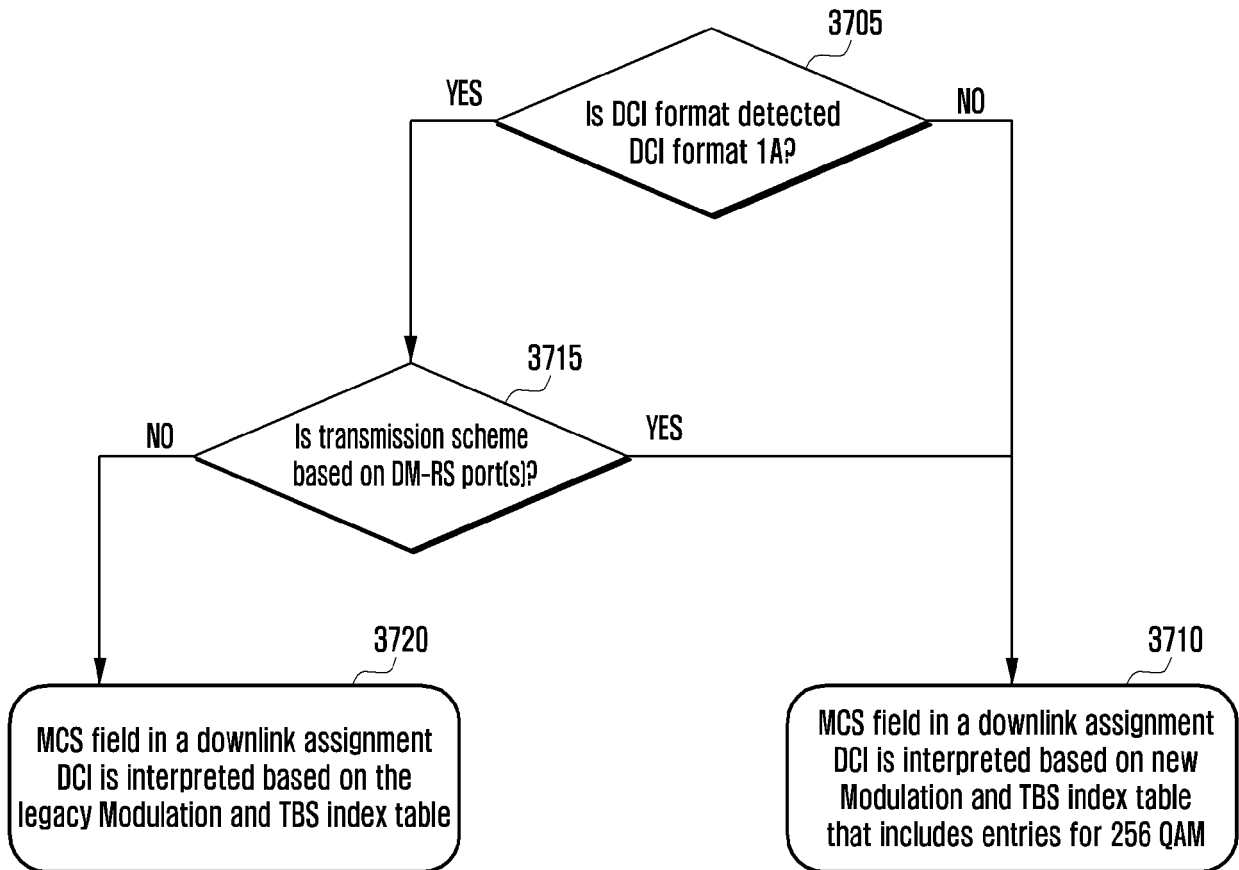 3705
YES
NO
Is DCI format detected
DCI format 1A?
3715
NO
YES
Is transmission scheme
based on DM-RS port(s)?
3720
MCS field in a downlink assignment
DCI is interpreted based on the
legacy Modulation and TBS index table
3710
MCS field in a downlink assignment
DCI is interpreted based on new
Modulation and TBS index table
that includes entries for 256 QAM